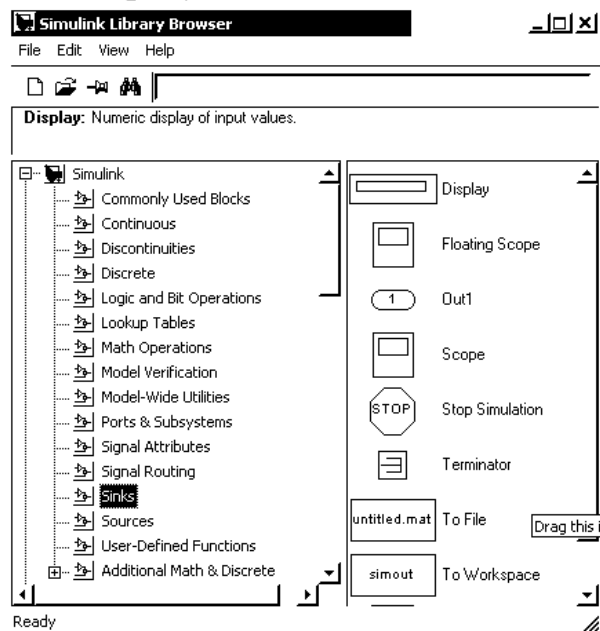 Simulink Library Browser
File Edit View Help
Display: Numeric display of input values.
Simulink
Commonly Used Blocks
Continuous
Discontinuities
Discrete
Logic and Bit Operations
Lookup Tables
Math Operations
Model Verification
Model-Wide Utilities
Ports & Subsystems
Signal Attributes
Signal Routing
Sinks
Sources
User-Defined Functions
Additional Math & Discrete
Display
Floating Scope
1 Out1
Scope
STOP Stop Simulation
Terminator
untitled.mat To File
Drag this i
simout To Workspace
Ready